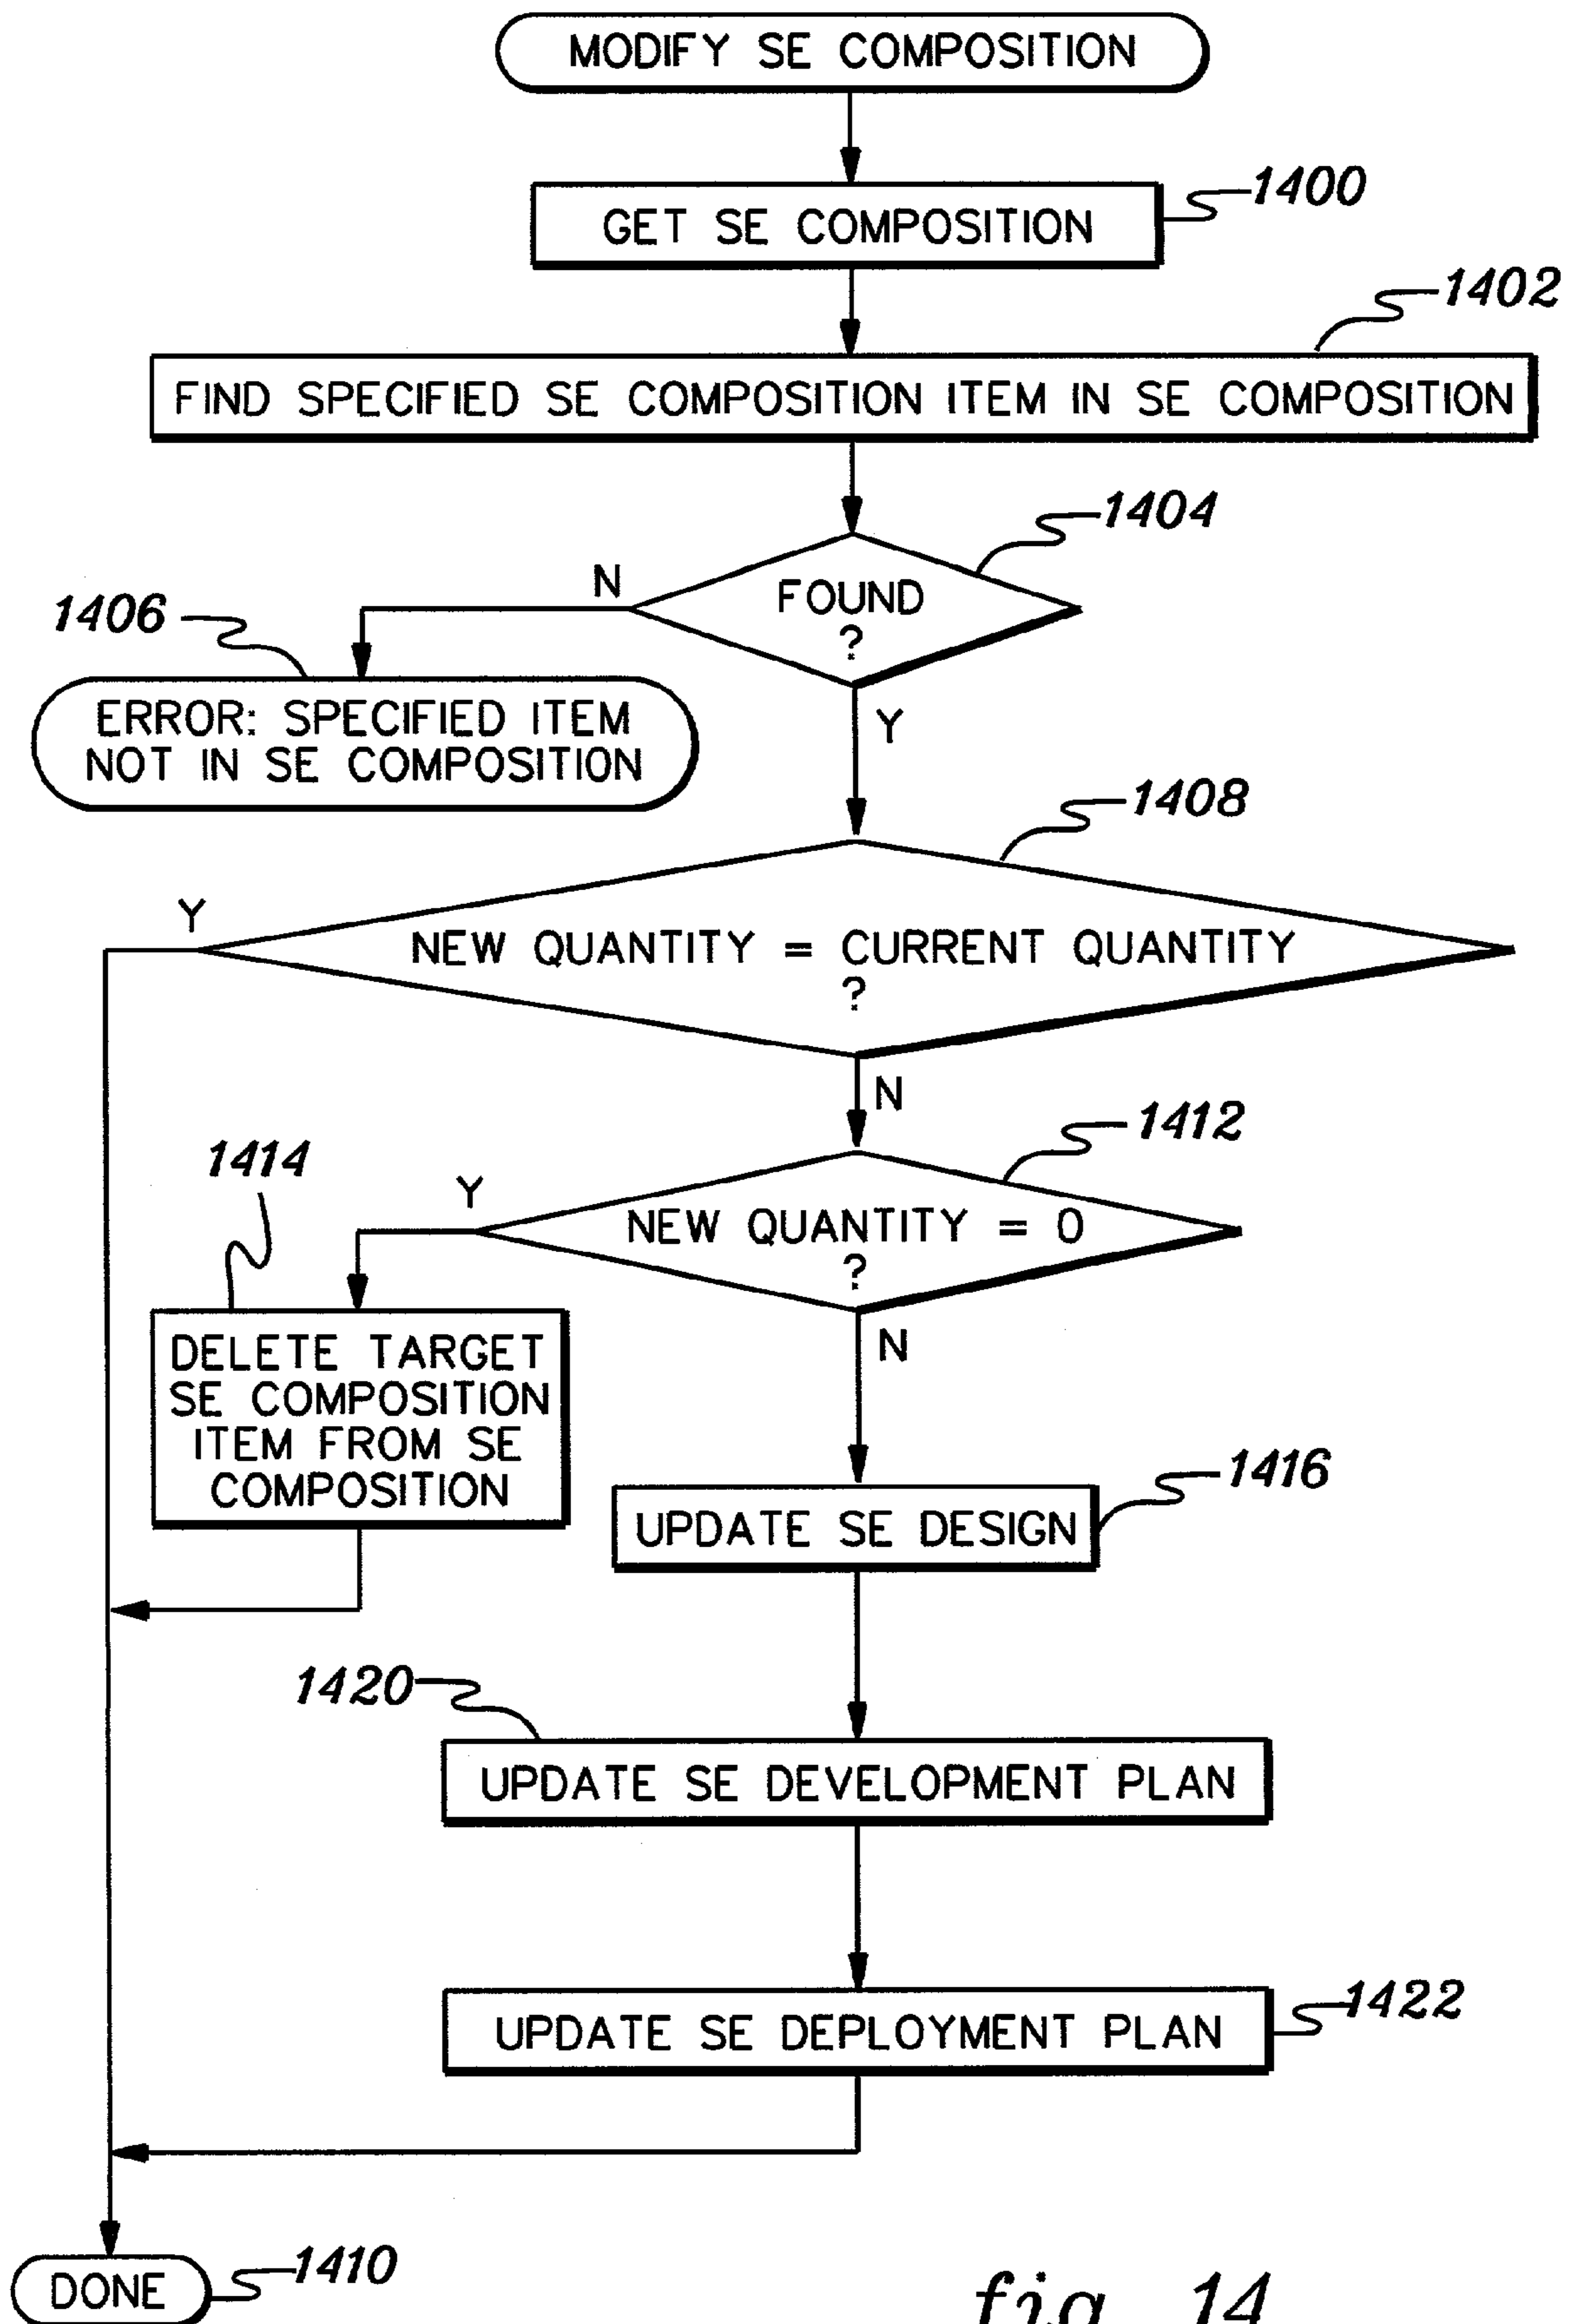 MODIFY SE COMPOSITION
1400
GET SE COMPOSITION
1402
FIND SPECIFIED SE COMPOSITION ITEM IN SE COMPOSITION
1404
N
FOUND
?
1406
ERROR: SPECIFIED ITEM
NOT IN SE COMPOSITION
Y
1408
Y
NEW QUANTITY = CURRENT QUANTITY
?
N
1412
1414
Y
NEW QUANTITY = 0
?
N
DELETE TARGET
SE COMPOSITION
ITEM FROM SE
COMPOSITION
1416
UPDATE SE DESIGN
1420
UPDATE SE DEVELOPMENT PLAN
1422
UPDATE SE DEPLOYMENT PLAN
DONE
1410
fig. 14